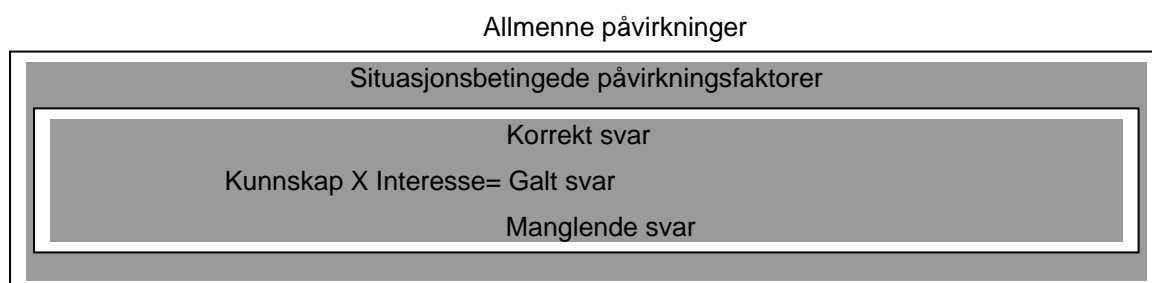 Allmenne påvirkninger
Situasjonsbetingede påvirkningsfaktorer
Korrekt svar
Kunnskap X Interesse= Galt svar
Manglende svar